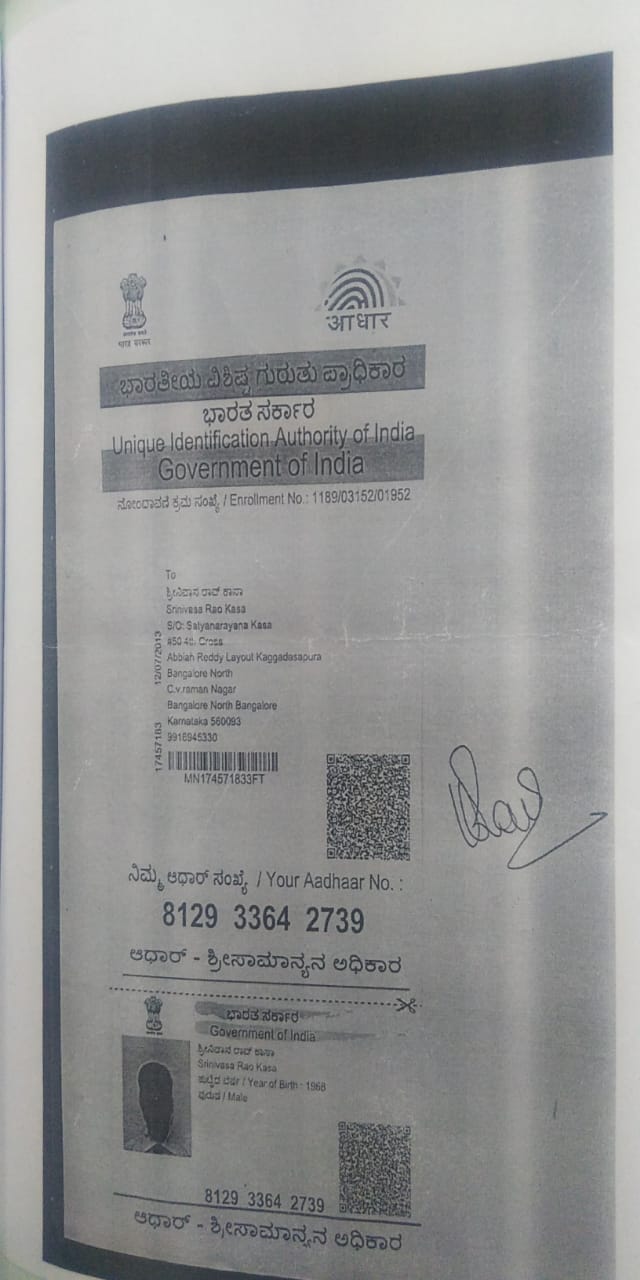 आधार
भारत सरकार
ಭಾರತೀಯ ವಿಶಿಷ್ಟ ಗುರುತು ಪ್ರಾಧಿಕಾರ
ಭಾರತ ಸರ್ಕಾರ
Unique Identification Authority of India
Government of India
ನೋಂದಾವಣೆ ಕ್ರಮ ಸಂಖ್ಯೆ / Enrollment No.: 1189/03152/01952
To
ಶ್ರೀನಿವಾಸ ರಾವ್ ಕಾಸಾ
Srinivasa Rao Kasa
S/O: Satyanarayana Kasa
Cross
Abbiah Reddy Layout Kaggadasapura
Bangalore North
C.v.raman Nagar
Bangalore North Bangalore
Karnataka 560093
9916945330
17457183 12/07/2013
MN174571833FT
ನಿಮ್ಮ ಆಧಾರ್ ಸಂಖ್ಯೆ / Your Aadhaar No. :
8129 3364 2739
ಆಧಾರ್ - ಶ್ರೀಸಾಮಾನ್ಯನ ಅಧಿಕಾರ
ಭಾರತ ಸರ್ಕಾರ
Government of India
ಶ್ರೀನಿವಾಸ ರಾವ್ ಕಾಸಾ
Srinivasa Rao Kasa
ಹುಟ್ಟಿದ ವರ್ಷ / Year of Birth : 1968
ಪುರುಷ / Male
8129 3364 2739
ಆಧಾರ್ - ಶ್ರೀಸಾಮಾನ್ಯನ ಅಧಿಕಾರ